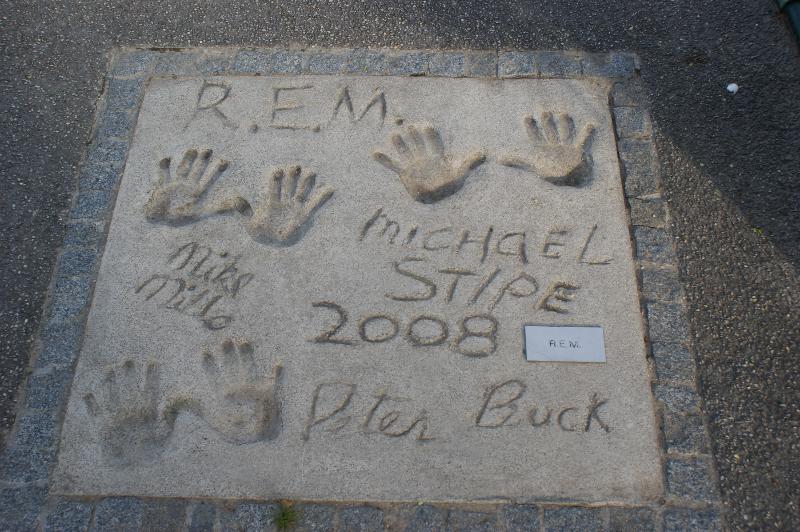 R.E.M.
Mike
Mills
MICHAEL
STIPE
2008
R.E.M.
Peter Buck